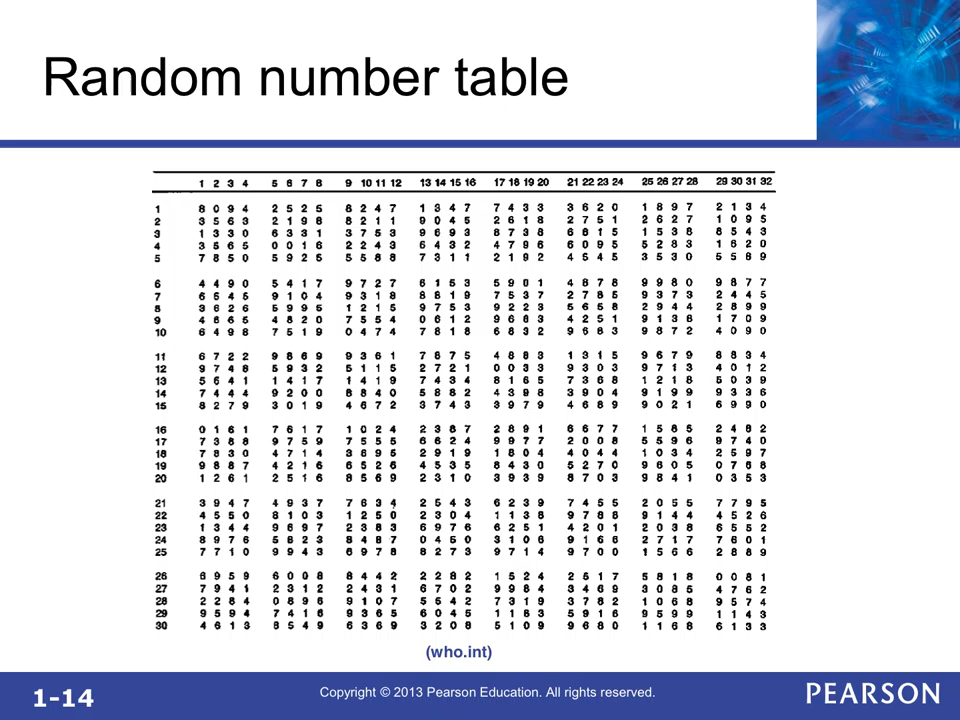 Random number table
1 2 3 4 5 6 7 8 9 10 11 12 13 14 15 16 17 18 19 20 21 22 23 24 25 26 27 28 29 30 31 32
1 8 0 9 4 2 5 2 5 8 2 4 7 1 3 4 7 7 4 3 3 3 6 2 0 1 8 9 7 2 1 3 4
2 3 5 6 3 2 1 9 8 8 2 1 1 9 0 4 5 2 6 1 8 2 7 5 1 2 6 2 7 1 0 9 5
3 1 3 3 0 6 3 3 1 3 7 5 3 9 6 9 3 8 7 3 8 6 8 1 5 1 5 3 8 8 5 4 3
4 3 5 6 5 0 0 1 6 2 2 4 3 6 4 3 2 4 7 9 6 6 0 9 5 5 2 8 3 1 6 2 0
5 7 8 5 0 5 9 2 5 5 5 8 8 7 3 1 1 2 1 9 2 4 5 4 5 3 5 3 0 5 5 8 9
6 4 4 9 0 5 4 1 7 9 7 2 7 6 1 5 3 5 9 0 1 4 8 7 8 9 9 8 0 9 8 7 7
7 6 5 4 5 9 1 0 4 9 3 1 8 8 8 1 9 7 5 3 7 2 7 8 5 9 3 7 3 2 4 4 5
8 3 6 2 6 5 9 9 5 1 2 1 5 9 7 5 3 9 2 2 3 5 6 5 8 2 9 4 4 2 8 9 9
9 4 6 6 5 4 8 2 0 7 5 5 4 0 6 1 2 9 6 6 3 4 2 5 1 9 1 3 6 1 7 0 9
10 6 4 9 8 7 5 1 9 0 4 7 4 7 8 1 8 6 8 3 2 9 6 8 3 9 8 7 2 4 0 9 0
11 6 7 2 2 9 8 6 9 9 3 6 1 7 8 7 5 4 8 8 3 1 3 1 5 9 6 7 9 8 8 3 4
12 9 7 4 8 5 9 3 2 5 1 1 5 2 7 2 1 0 0 3 3 9 3 0 3 9 7 1 3 4 0 1 2
13 5 6 4 1 1 4 1 7 1 4 1 9 7 4 3 4 8 1 6 5 7 3 6 8 1 2 1 8 5 0 3 9
14 7 4 4 4 9 2 0 0 8 8 4 0 5 8 8 2 4 3 9 8 3 9 0 4 9 1 9 9 9 3 3 6
15 8 2 7 9 3 0 1 9 4 6 7 2 3 7 4 3 3 9 7 9 4 6 8 9 9 0 2 1 6 9 9 0
16 0 1 6 1 7 6 1 7 1 0 2 4 2 3 8 7 2 8 9 1 6 6 7 7 1 5 8 5 2 4 8 2
17 7 3 8 8 9 7 5 9 7 5 5 5 6 6 2 4 9 9 7 7 2 0 0 8 5 5 9 6 9 7 4 0
18 7 8 3 0 4 7 1 4 3 6 9 5 2 9 1 9 1 8 0 4 4 0 4 4 1 0 3 4 2 5 9 7
19 9 8 8 7 4 2 1 6 6 5 2 6 4 5 3 5 8 4 3 0 5 2 7 0 9 6 0 5 0 7 6 8
20 1 2 6 1 2 5 1 6 8 5 6 9 2 3 1 0 3 9 3 9 8 7 0 3 9 8 4 1 0 3 5 3
21 3 9 4 7 4 9 3 7 7 6 3 4 2 5 4 3 6 2 3 9 7 4 5 5 2 0 5 5 7 7 9 5
22 4 5 5 0 8 1 0 3 1 2 5 0 2 3 0 4 1 1 3 8 9 7 8 8 9 1 4 4 4 5 2 6
23 1 3 4 4 9 6 9 7 2 3 8 3 6 9 7 6 6 2 5 1 4 2 0 1 2 0 3 8 6 5 5 2
24 8 9 7 6 5 6 2 3 8 4 8 7 0 4 5 0 3 1 0 6 9 1 6 6 2 7 1 7 7 6 0 1
25 7 7 1 0 9 9 4 3 6 9 7 8 8 2 7 3 9 7 1 4 9 7 0 0 1 5 6 6 2 8 8 9
26 6 9 5 9 6 0 0 8 8 4 4 2 2 2 8 2 1 5 2 4 2 5 1 7 5 8 1 8 0 0 8 1
27 7 9 4 1 2 3 1 2 2 4 3 1 6 7 0 2 9 9 8 4 3 4 6 9 3 0 8 5 4 7 6 2
28 2 2 8 4 0 8 9 6 9 1 0 7 5 5 4 2 7 3 1 9 3 7 6 2 1 0 6 8 9 5 7 4
29 9 5 9 4 7 4 1 6 9 3 6 5 6 0 4 5 1 1 6 3 5 9 1 6 9 5 9 9 1 1 4 3
30 4 6 1 3 8 5 4 9 6 3 6 9 3 2 0 8 5 1 0 9 9 6 8 0 1 1 6 8 6 1 3 3
(who.int)
1-14
Copyright © 2013 Pearson Education. All rights reserved.
PEARSON